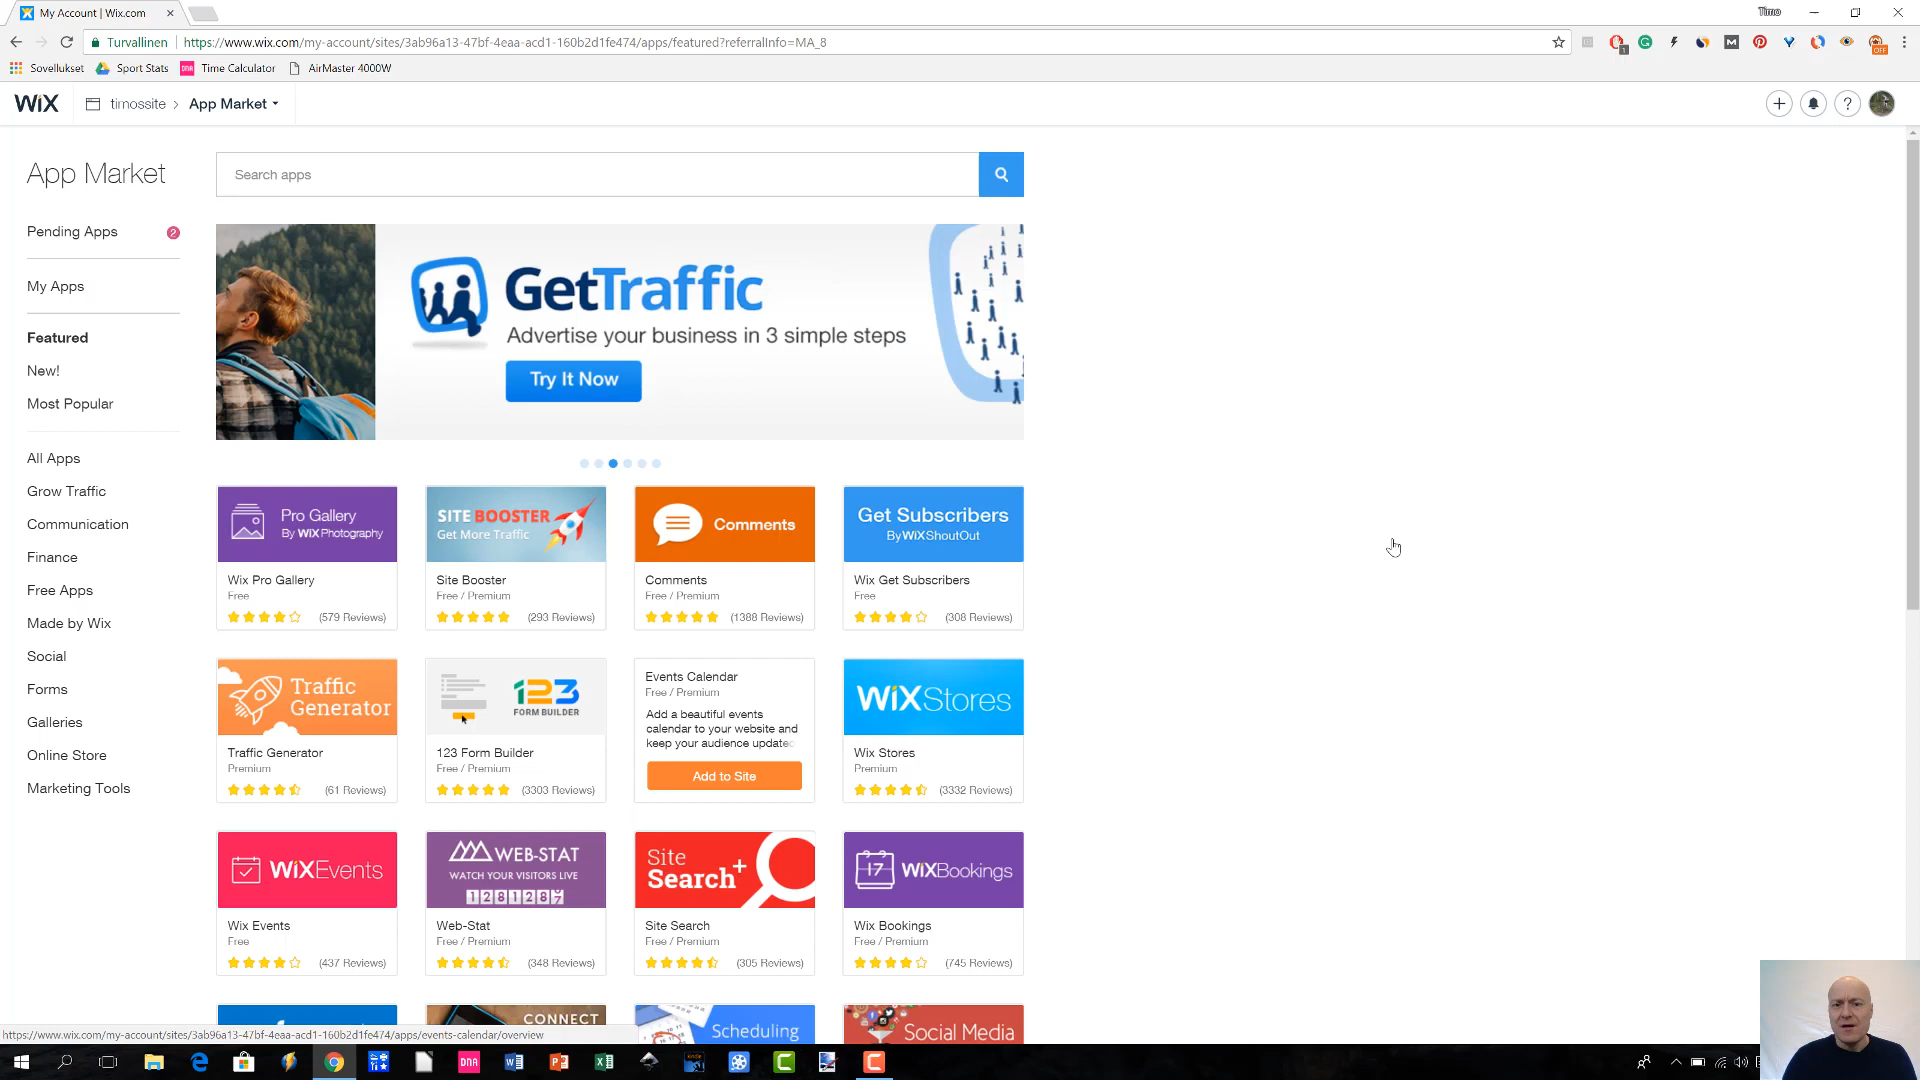 My Account | Wix.com
Timo
Turvallinen
https://www.wix.com/my-account/sites/3ab96a13-47bf-4eaa-acd1-160b2d1fe474/apps/featured?referralInfo=MA_8
Sovellukset
Sport Stats
Time Calculator
AirMaster 4000W
WiX
timossite > App Market
App Market
Search apps
Pending Apps 2
My Apps
Featured
New!
Most Popular
All Apps
Grow Traffic
Communication
Finance
Free Apps
Made by Wix
Social
Forms
Galleries
Online Store
Marketing Tools
GetTraffic
Advertise your business in 3 simple steps
Try It Now
Pro Gallery
By WiX Photography
Wix Pro Gallery
Free
(579 Reviews)
SITE BOOSTER
Get More Traffic
Site Booster
Free / Premium
(293 Reviews)
Comments
Comments
Free / Premium
(1388 Reviews)
Get Subscribers
By WiX ShoutOut
Wix Get Subscribers
Free
(308 Reviews)
Traffic
Generator
Traffic Generator
Premium
(61 Reviews)
123
FORM BUILDER
123 Form Builder
Free / Premium
(3303 Reviews)
Events Calendar
Free / Premium
Add a beautiful events
calendar to your website and
keep your audience updated
Add to Site
WiXStores
Wix Stores
Premium
(3332 Reviews)
WiXEvents
Wix Events
Free
(437 Reviews)
WEB-STAT
WATCH YOUR VISITORS LIVE
Web-Stat
Free / Premium
(348 Reviews)
Site
Search+
Site Search
Free / Premium
(305 Reviews)
17
WiXBookings
Wix Bookings
Free / Premium
(745 Reviews)
CONNECT
Scheduling
Social Media
https://www.wix.com/my-account/sites/3ab96a13-47bf-4eaa-acd1-160b2d1fe474/apps/events-calendar/overview